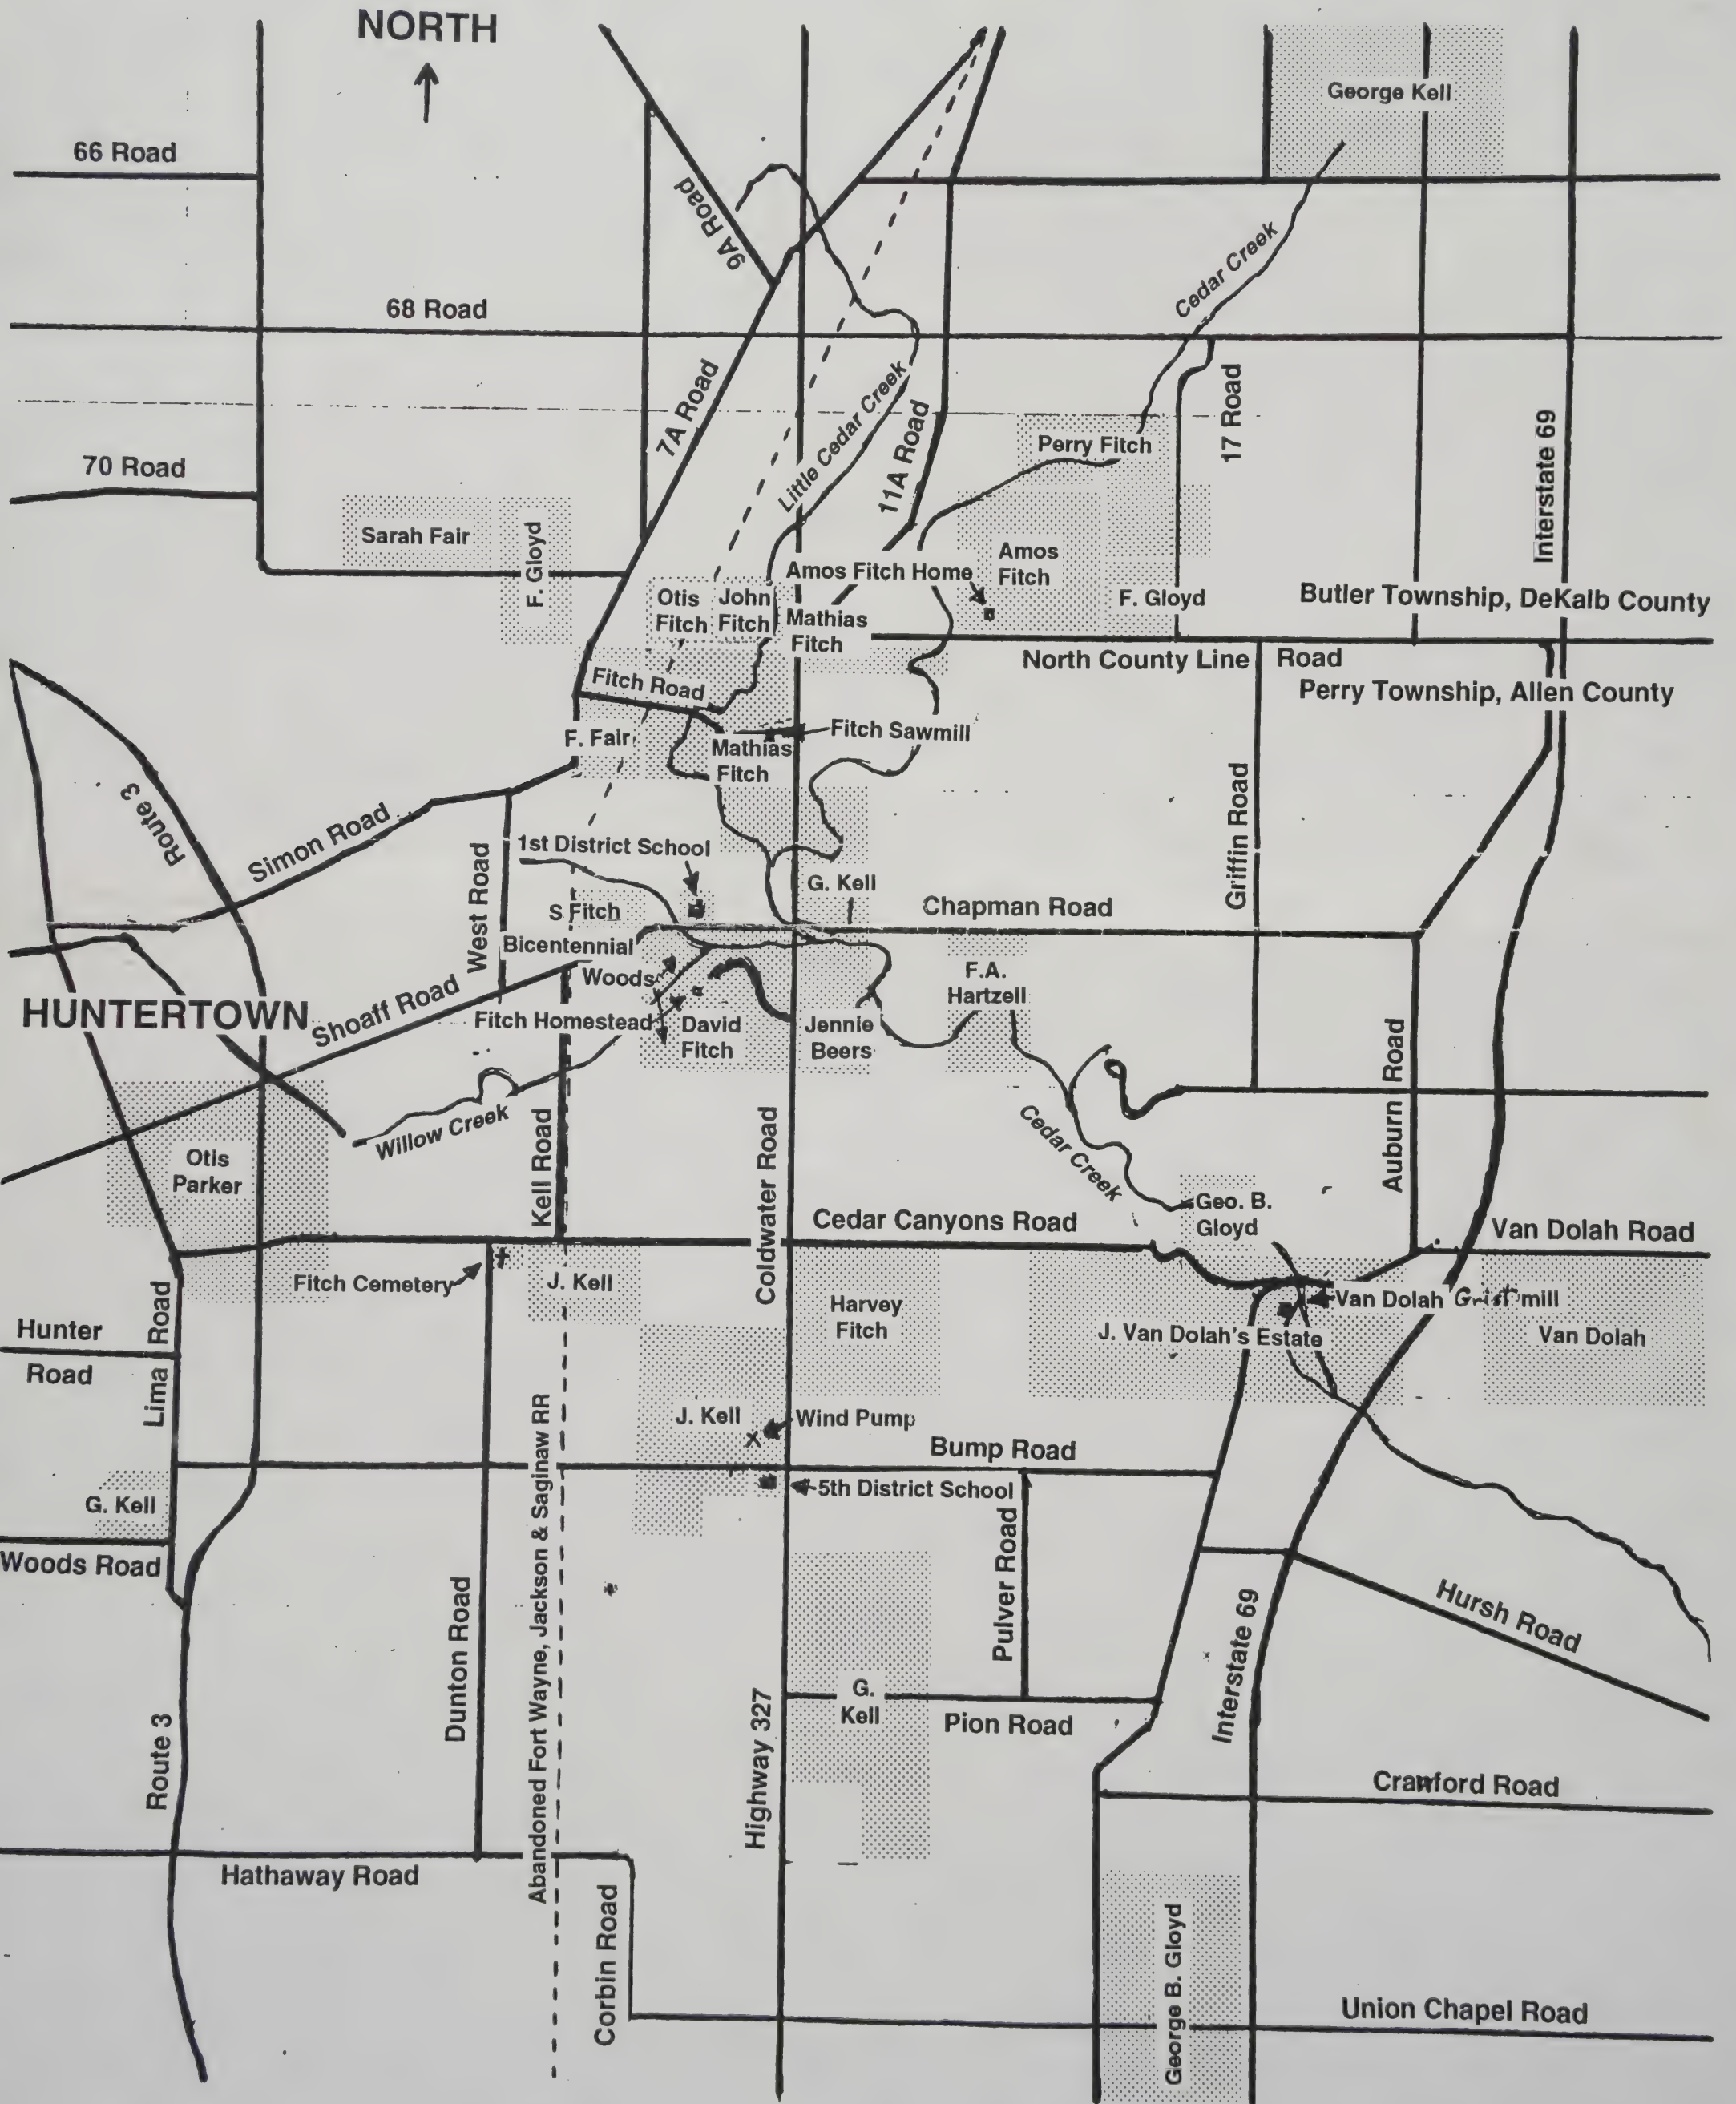 NORTH
George Kell
66 Road
9A Road
Cedar Creek
68 Road
7A Road
Little Cedar Creek
11A Road
17 Road
Perry Fitch
Interstate 69
70 Road
Sarah Fair
F. Gloyd
Amos Fitch Home
Amos
Fitch
Otis
Fitch
John
Fitch
Mathias
Fitch
F. Gloyd
Butler Township, DeKalb County
North County Line Road
Perry Township, Allen County
Fitch Road
F. Fair
Fitch Sawmill
Mathias
Fitch
Route 3
Simon Road
West Road
1st District School
G. Kell
Griffin Road
S Fitch
Chapman Road
Bicentennial
Woods
F.A.
Hartzell
HUNTERTOWN
Shoaff Road
Fitch Homestead
David
Fitch
Jennie
Beers
Auburn Road
Willow Creek
Kell Road
Coldwater Road
Cedar Creek
Otis
Parker
Geo. B.
Gloyd
Cedar Canyons Road
Van Dolah Road
Fitch Cemetery
J. Kell
Harvey
Fitch
Van Dolah Grist mill
J. Van Dolah's Estate
Van Dolah
Hunter
Road
Lima Road
J. Kell
Wind Pump
Bump Road
5th District School
G. Kell
Woods Road
Abandoned Fort Wayne, Jackson & Saginaw RR
Pulver Road
Hursh Road
Dunton Road
Interstate 69
G.
Kell
Pion Road
Route 3
Highway 327
Crawford Road
Hathaway Road
Corbin Road
George B. Gloyd
Union Chapel Road